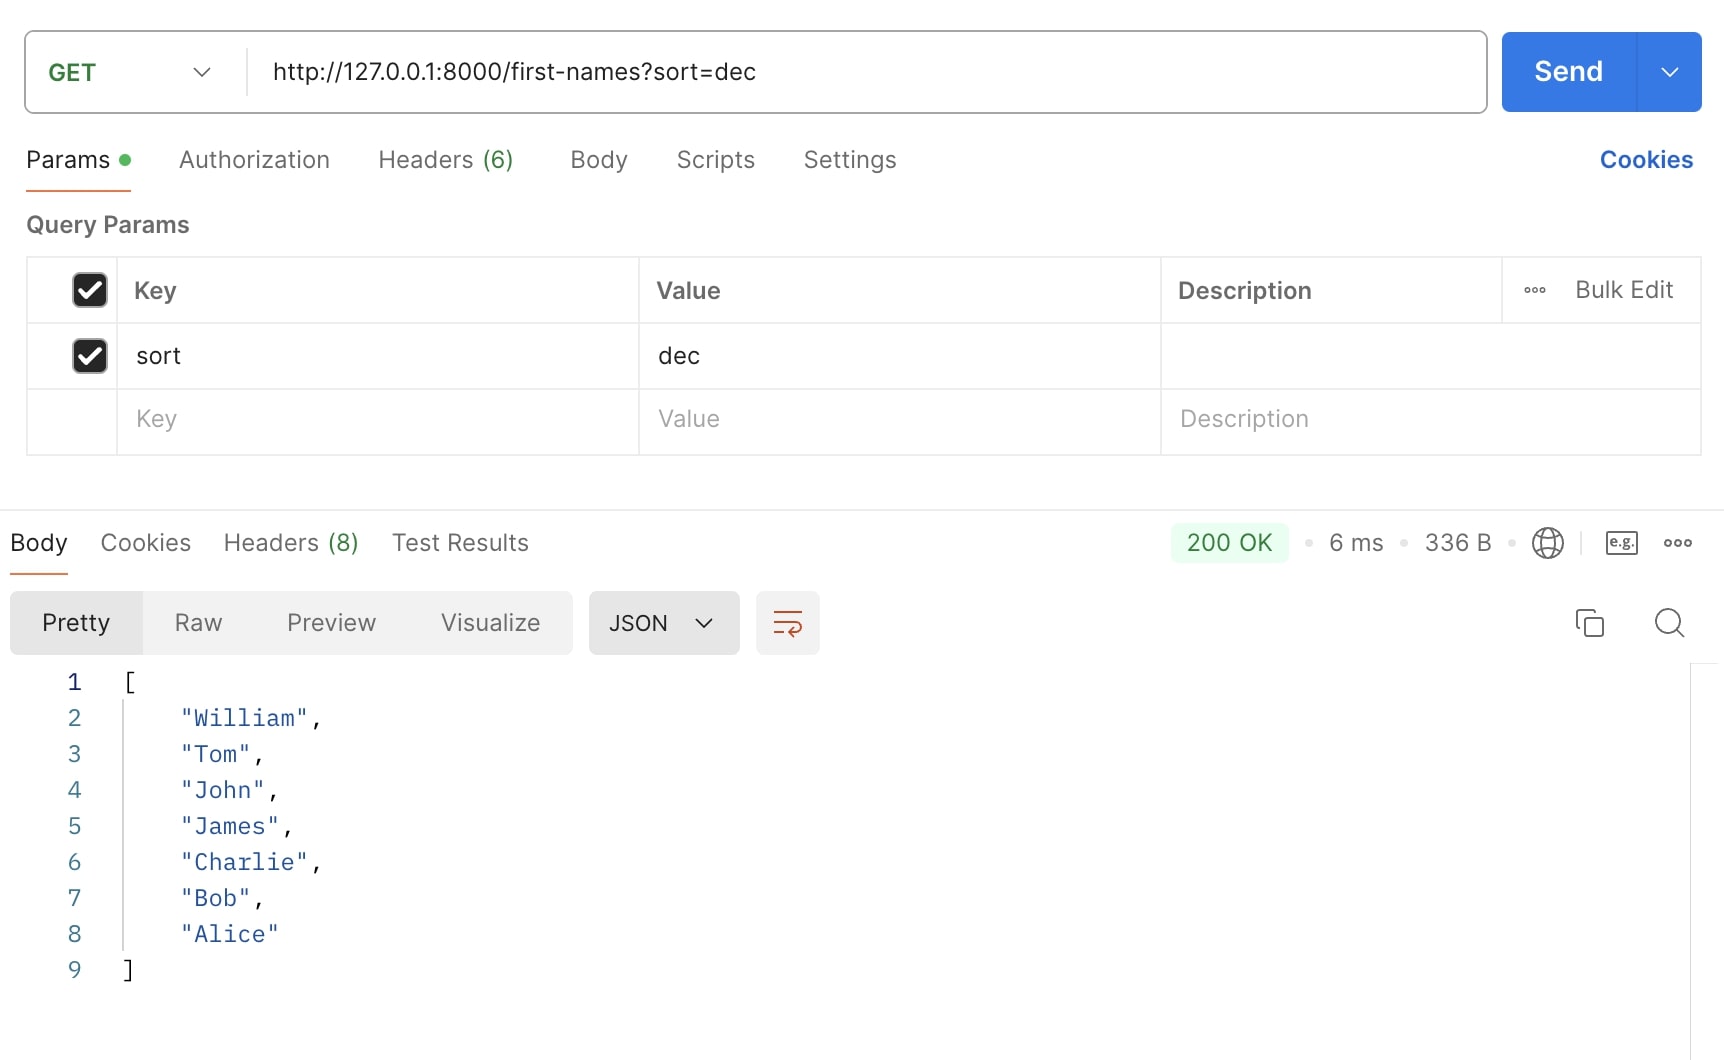 GET http://127.0.0.1:8000/first-names?sort=dec Send
Params Authorization Headers (6) Body Scripts Settings Cookies
Query Params
Key Value Description Bulk Edit
sort dec
Key Value Description
Body Cookies Headers (8) Test Results 200 OK 6 ms 336 B e.g.
Pretty Raw Preview Visualize JSON
1 [
2 "William",
3 "Tom",
4 "John",
5 "James",
6 "Charlie",
7 "Bob",
8 "Alice"
9 ]